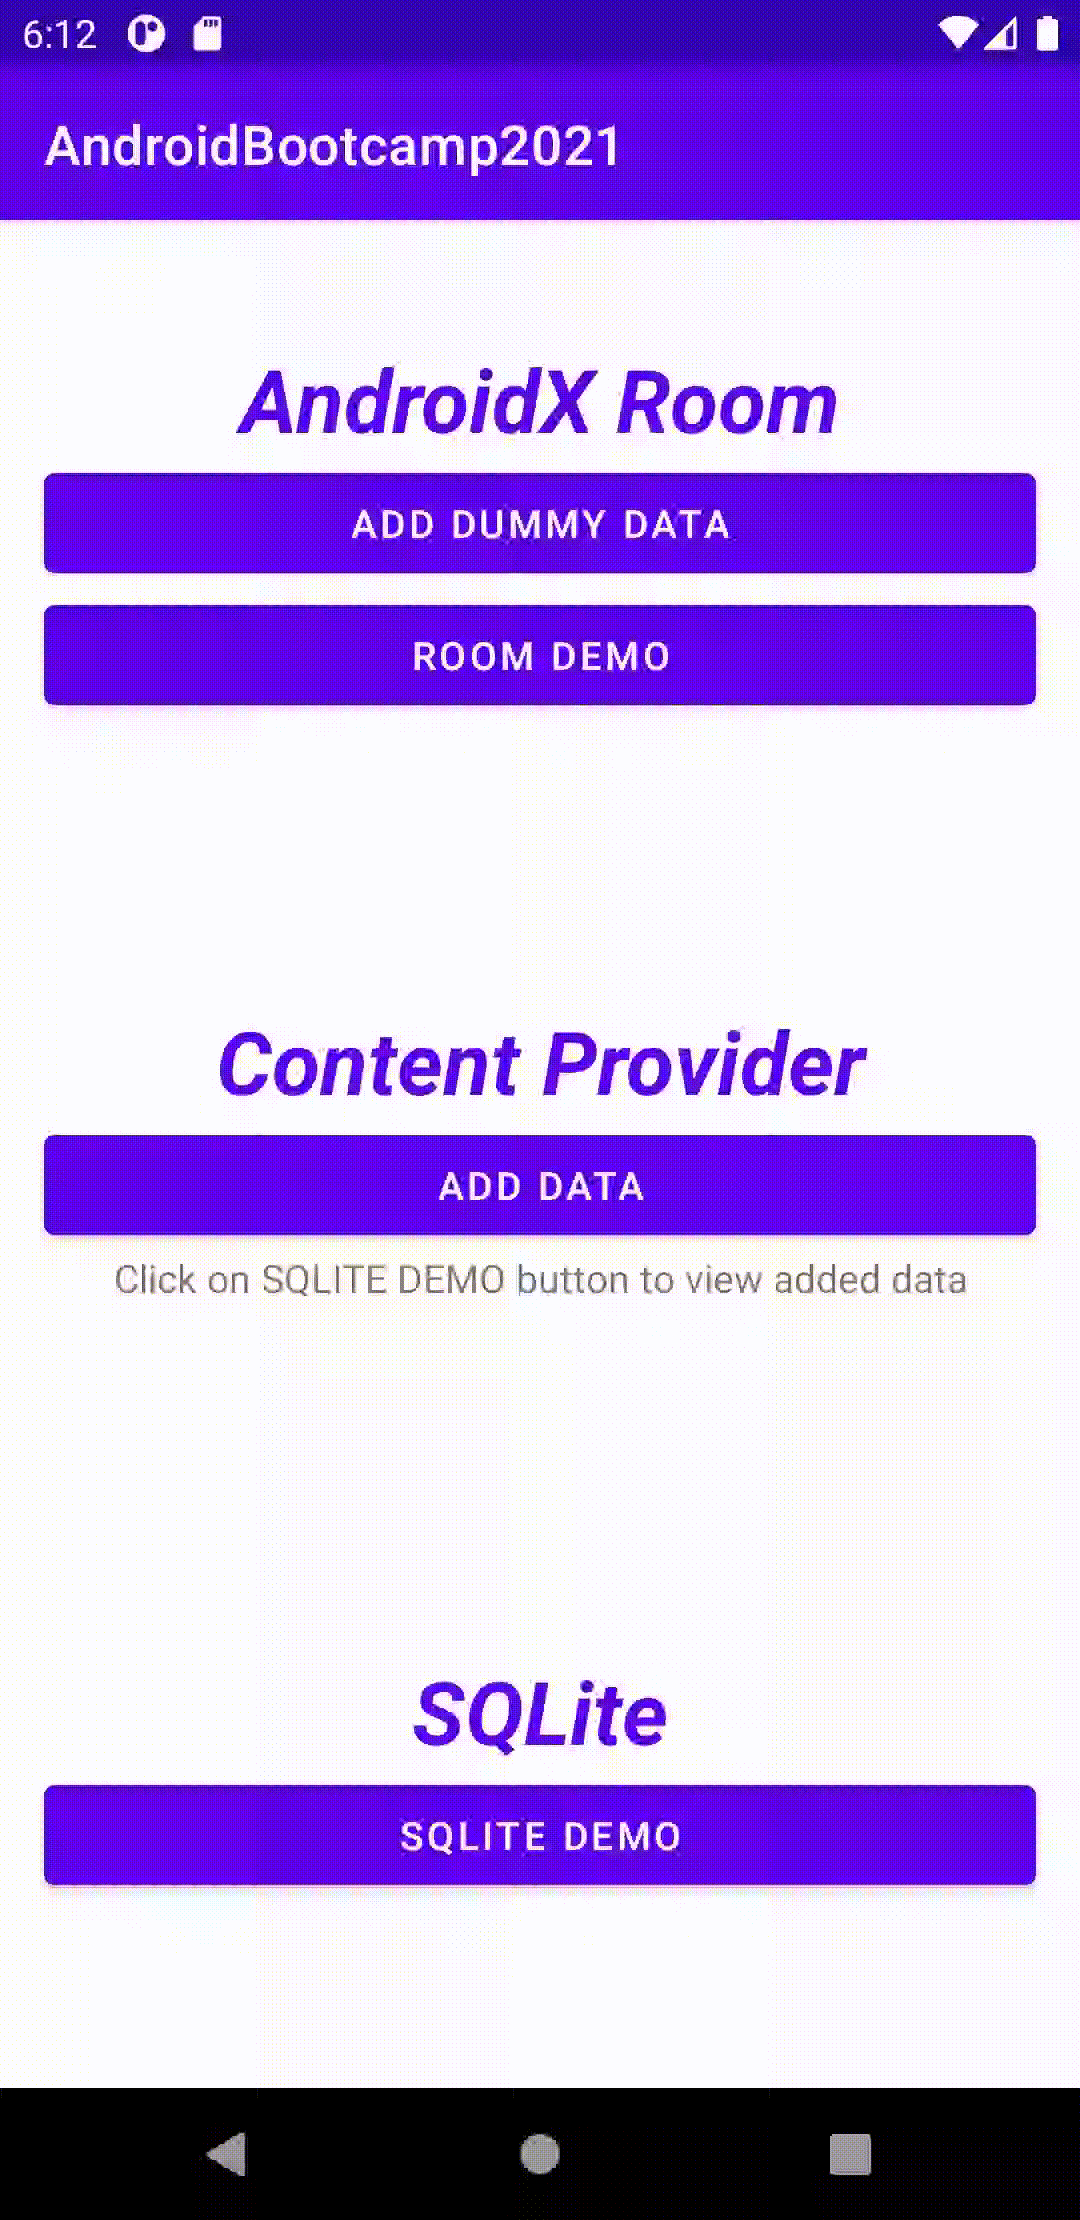 6:12
AndroidBootcamp2021
AndroidX Room
ADD DUMMY DATA
ROOM DEMO
Content Provider
ADD DATA
Click on SQLITE DEMO button to view added data
SQLite
SQLITE DEMO